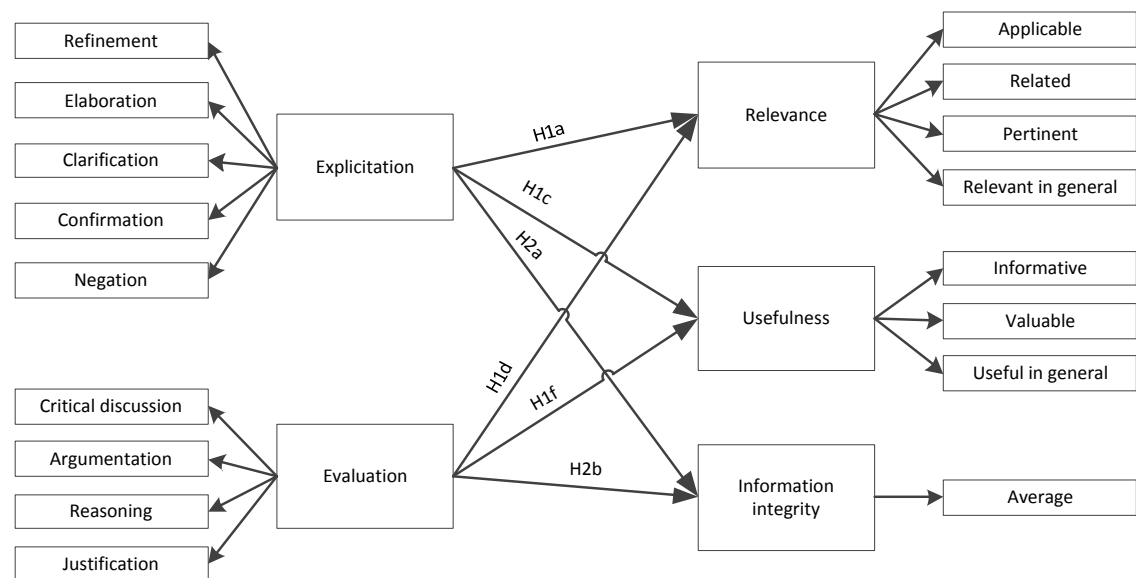 Refinement
Elaboration
Clarification
Confirmation
Negation
Critical discussion
Argumentation
Reasoning
Justification
Explicitation
Evaluation
H1a
H1c
H2a
H1d
H1f
H2b
Relevance
Usefulness
Information
integrity
Applicable
Related
Pertinent
Relevant in general
Informative
Valuable
Useful in general
Average